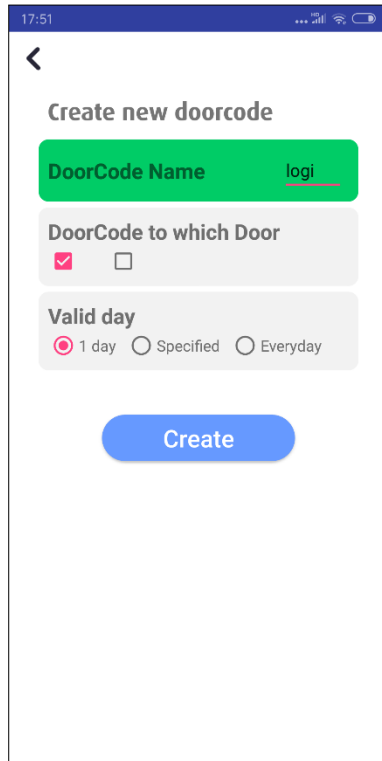 17:51
HD
Create new doorcode
DoorCode Name logi
DoorCode to which Door
Valid day
1 day Specified Everyday
Create